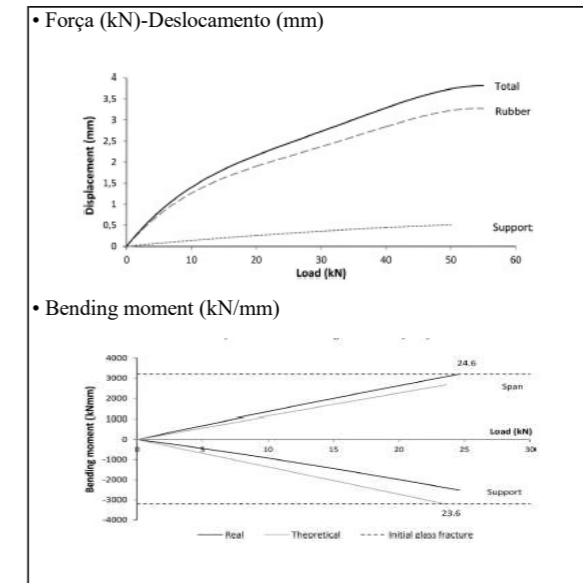 • Força (kN)-Deslocamento (mm)
4
3,5
3
2,5
2
1,5
1
0,5
0
Displacement (mm)
Total
Rubber
Support
0 10 20 30 40 50 60
Load (kN)
• Bending moment (kN/mm)
4000
3000
2000
1000
0
-1000
-2000
-3000
-4000
Bending moment (kNmm)
24.6
Span
Load (kN)
0 5 10 15 20 25
Support
23.6
Real Theoretical Initial glass fracture